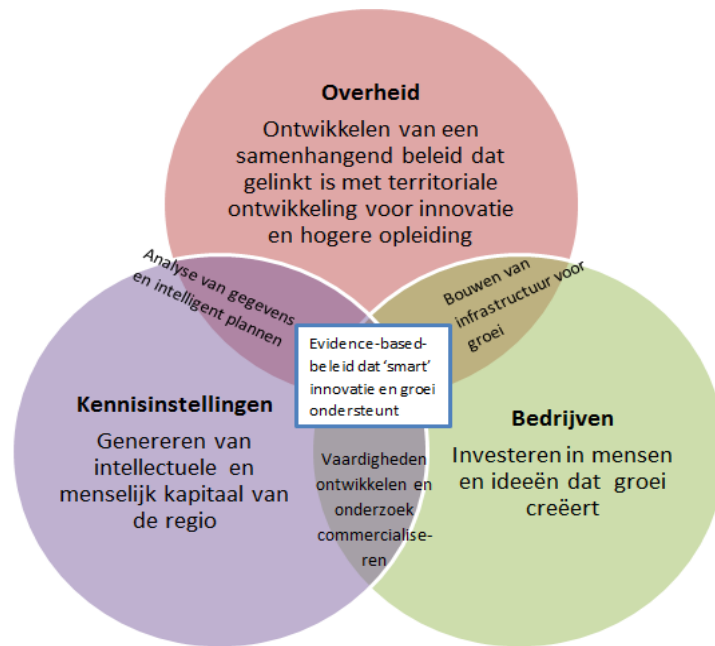 Overheid
Ontwikkelen van een
samenhangend beleid dat
gelinkt is met territoriale
ontwikkeling voor innovatie
en hogere opleiding
Analyse van gegevens
en intelligent plannen
Bouwen van
infrastructuur voor
groei
Evidence-based-
beleid dat ‘smart’
innovatie en groei
ondersteunt
Kennisinstellingen
Genereren van
intellectuele en
menselijk kapitaal van
de regio
Vaardigheden
ontwikkelen en
onderzoek
commercialise-
ren
Bedrijven
Investeren in mensen
en ideeën dat groei
creëert